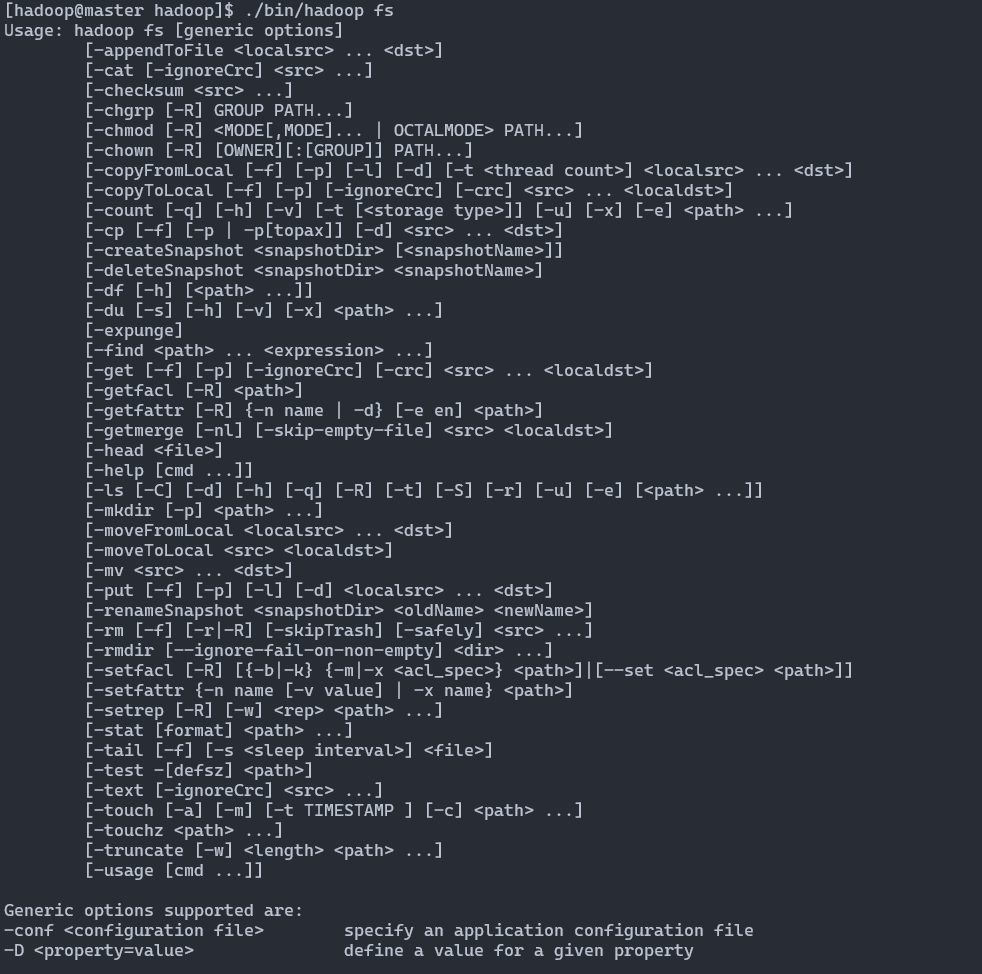 [hadoop@master hadoop]$ ./bin/hadoop fs
Usage: hadoop fs [generic options]
        [-appendToFile <localsrc> ... <dst>]
        [-cat [-ignoreCrc] <src> ...]
        [-checksum <src> ...]
        [-chgrp [-R] GROUP PATH...]
        [-chmod [-R] <MODE[,MODE]... | OCTALMODE> PATH...]
        [-chown [-R] [OWNER][:[GROUP]] PATH...]
        [-copyFromLocal [-f] [-p] [-l] [-d] [-t <thread count>] <localsrc> ... <dst>]
        [-copyToLocal [-f] [-p] [-ignoreCrc] [-crc] <src> ... <localdst>]
        [-count [-q] [-h] [-v] [-t [<storage type>]] [-u] [-x] [-e] <path> ...]
        [-cp [-f] [-p | -p[topax]] [-d] <src> ... <dst>]
        [-createSnapshot <snapshotDir> [<snapshotName>]]
        [-deleteSnapshot <snapshotDir> <snapshotName>]
        [-df [-h] [<path> ...]]
        [-du [-s] [-h] [-v] [-x] <path> ...]
        [-expunge]
        [-find <path> ... <expression> ...]
        [-get [-f] [-p] [-ignoreCrc] [-crc] <src> ... <localdst>]
        [-getfacl [-R] <path>]
        [-getfattr [-R] {-n name | -d} [-e en] <path>]
        [-getmerge [-nl] [-skip-empty-file] <src> <localdst>]
        [-head <file>]
        [-help [cmd ...]]
        [-ls [-C] [-d] [-h] [-q] [-R] [-t] [-S] [-r] [-u] [-e] [<path> ...]]
        [-mkdir [-p] <path> ...]
        [-moveFromLocal <localsrc> ... <dst>]
        [-moveToLocal <src> <localdst>]
        [-mv <src> ... <dst>]
        [-put [-f] [-p] [-l] [-d] <localsrc> ... <dst>]
        [-renameSnapshot <snapshotDir> <oldName> <newName>]
        [-rm [-f] [-r|-R] [-skipTrash] [-safely] <src> ...]
        [-rmdir [--ignore-fail-on-non-empty] <dir> ...]
        [-setfacl [-R] [{-b|-k} {-m|-x <acl_spec>} <path>]|[--set <acl_spec> <path>]]
        [-setfattr {-n name [-v value] | -x name} <path>]
        [-setrep [-R] [-w] <rep> <path> ...]
        [-stat [format] <path> ...]
        [-tail [-f] [-s <sleep interval>] <file>]
        [-test -[defsz] <path>]
        [-text [-ignoreCrc] <src> ...]
        [-touch [-a] [-m] [-t TIMESTAMP ] [-c] <path> ...]
        [-touchz <path> ...]
        [-truncate [-w] <length> <path> ...]
        [-usage [cmd ...]]

Generic options supported are:
-conf <configuration file>        specify an application configuration file
-D <property=value>               define a value for a given property